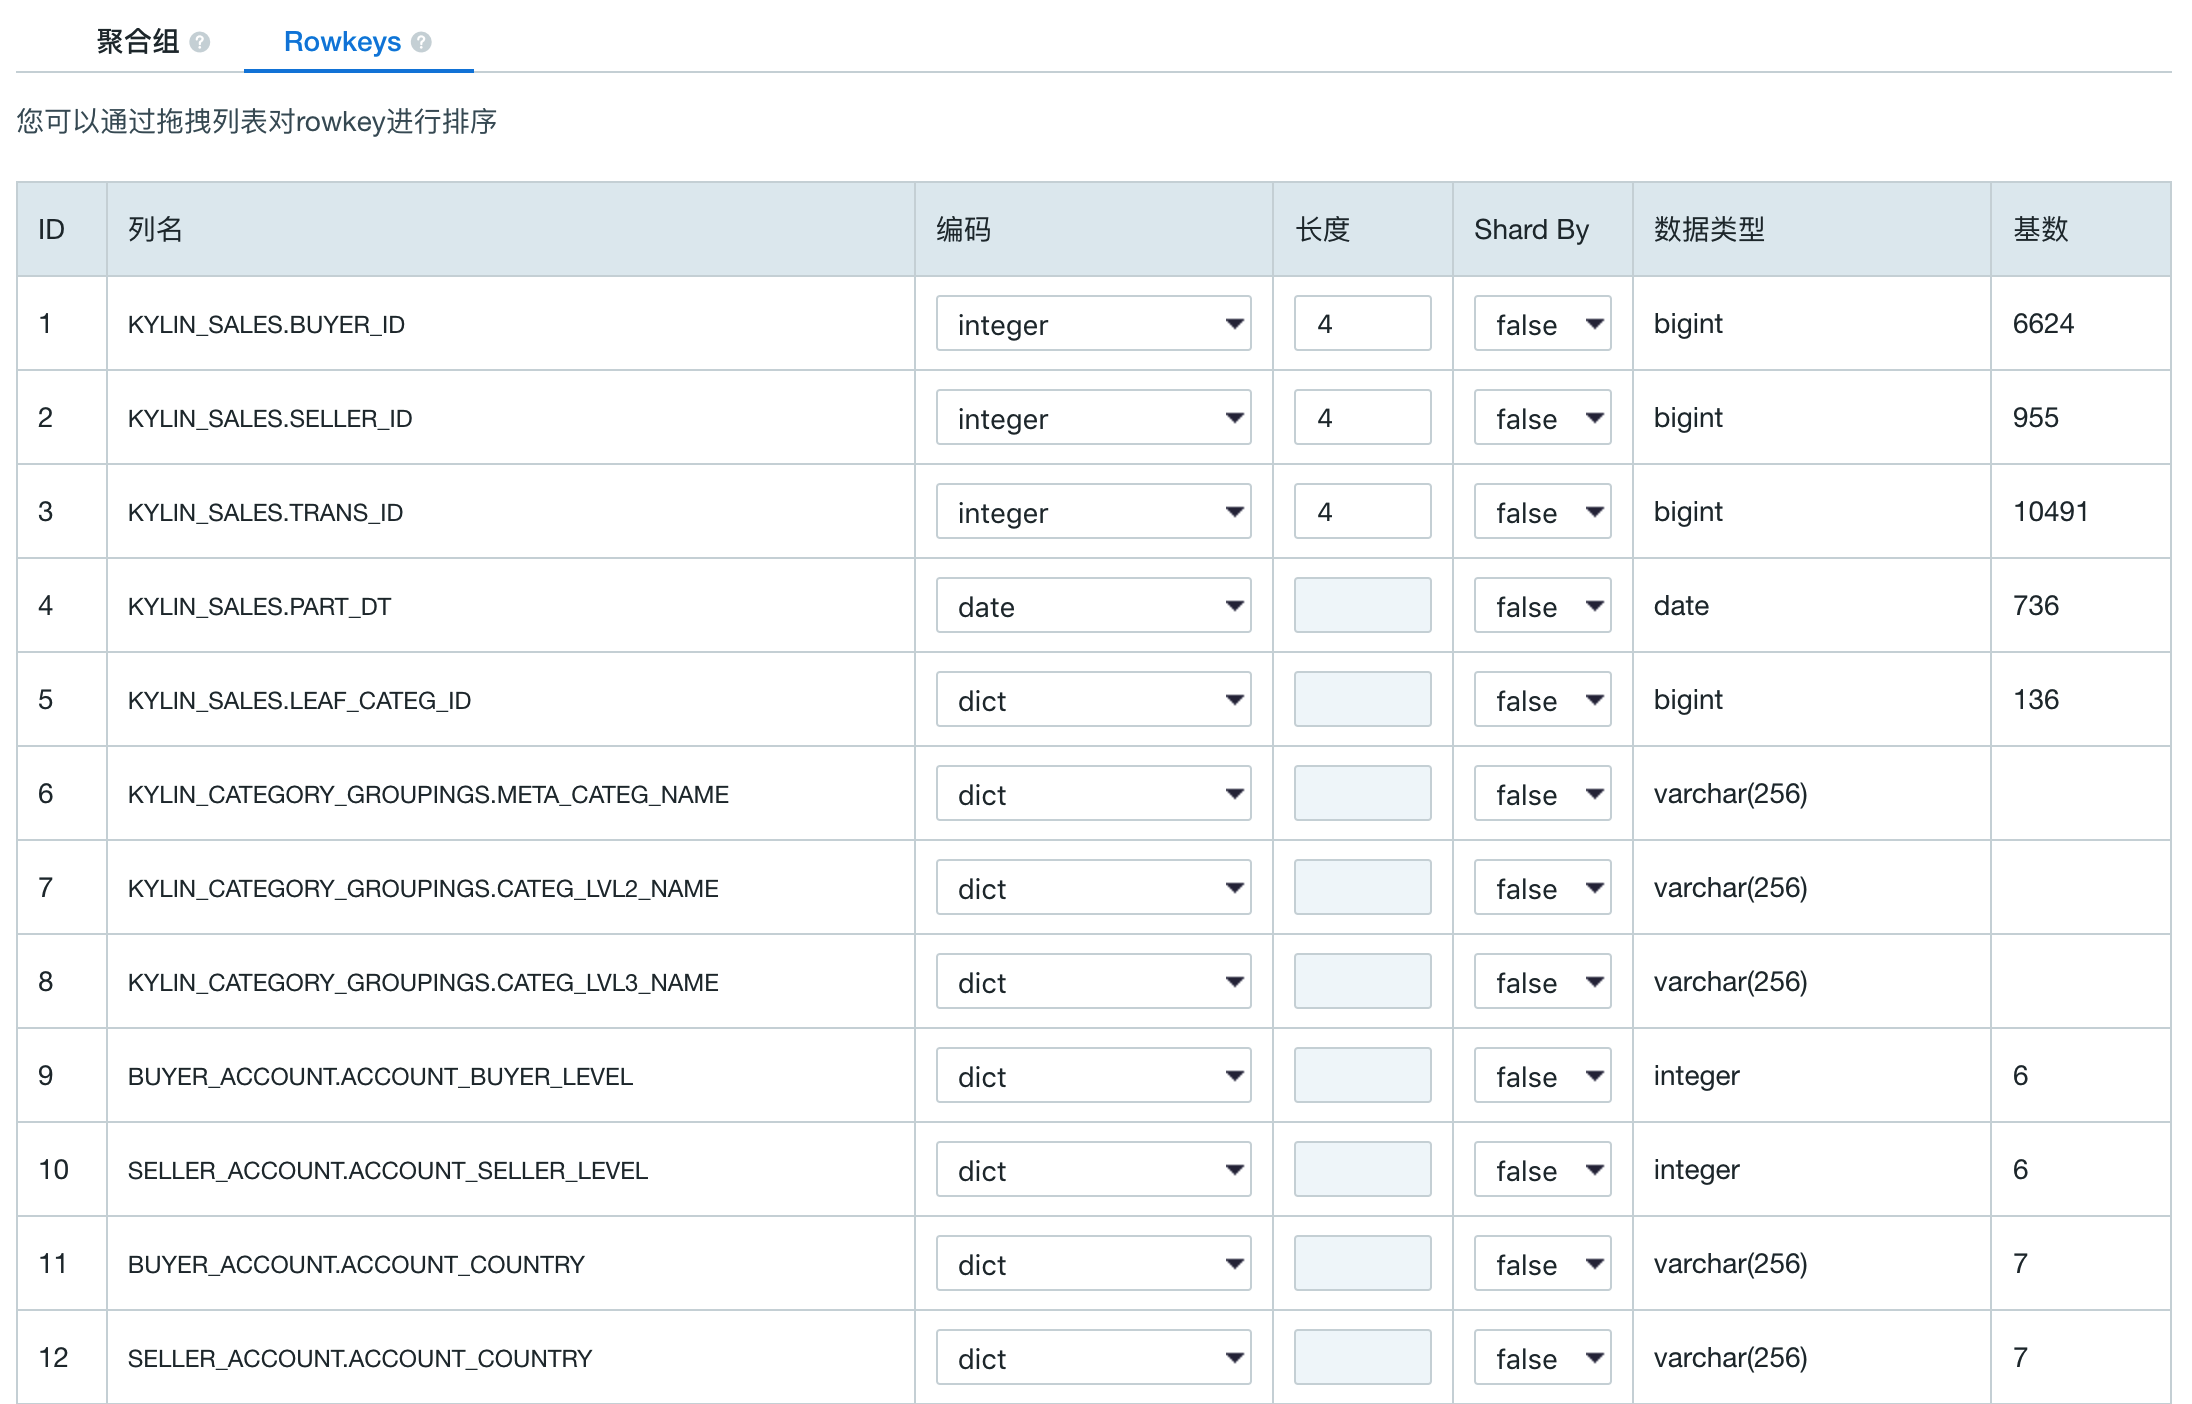 聚合组 ? Rowkeys ?
您可以通过拖拽列表对rowkey进行排序
ID 列名 编码 长度 Shard By 数据类型 基数
1 KYLIN_SALES.BUYER_ID integer 4 false bigint 6624
2 KYLIN_SALES.SELLER_ID integer 4 false bigint 955
3 KYLIN_SALES.TRANS_ID integer 4 false bigint 10491
4 KYLIN_SALES.PART_DT date false date 736
5 KYLIN_SALES.LEAF_CATEG_ID dict false bigint 136
6 KYLIN_CATEGORY_GROUPINGS.META_CATEG_NAME dict false varchar(256)
7 KYLIN_CATEGORY_GROUPINGS.CATEG_LVL2_NAME dict false varchar(256)
8 KYLIN_CATEGORY_GROUPINGS.CATEG_LVL3_NAME dict false varchar(256)
9 BUYER_ACCOUNT.ACCOUNT_BUYER_LEVEL dict false integer 6
10 SELLER_ACCOUNT.ACCOUNT_SELLER_LEVEL dict false integer 6
11 BUYER_ACCOUNT.ACCOUNT_COUNTRY dict false varchar(256) 7
12 SELLER_ACCOUNT.ACCOUNT_COUNTRY dict false varchar(256) 7